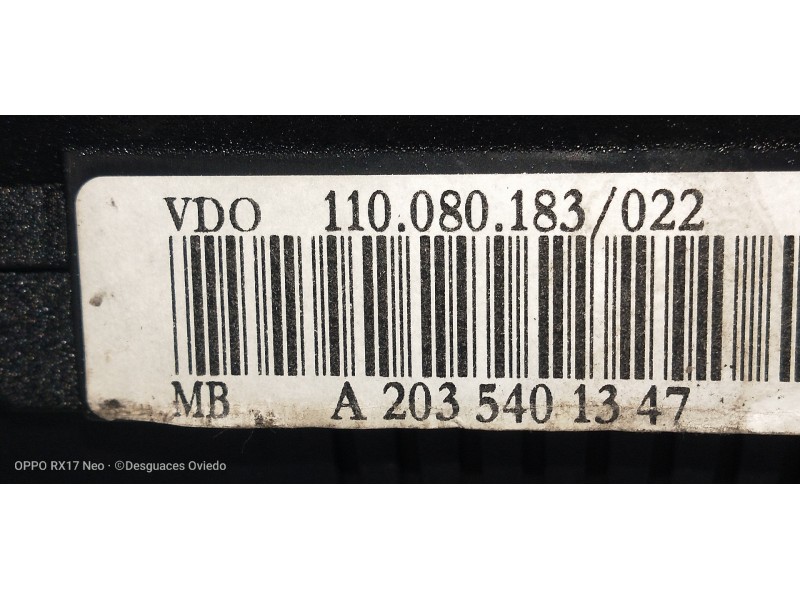 VDO 110.080.183/022
MB A 203 540 13 47
OPPO RX17 Neo · ©Desguaces Oviedo